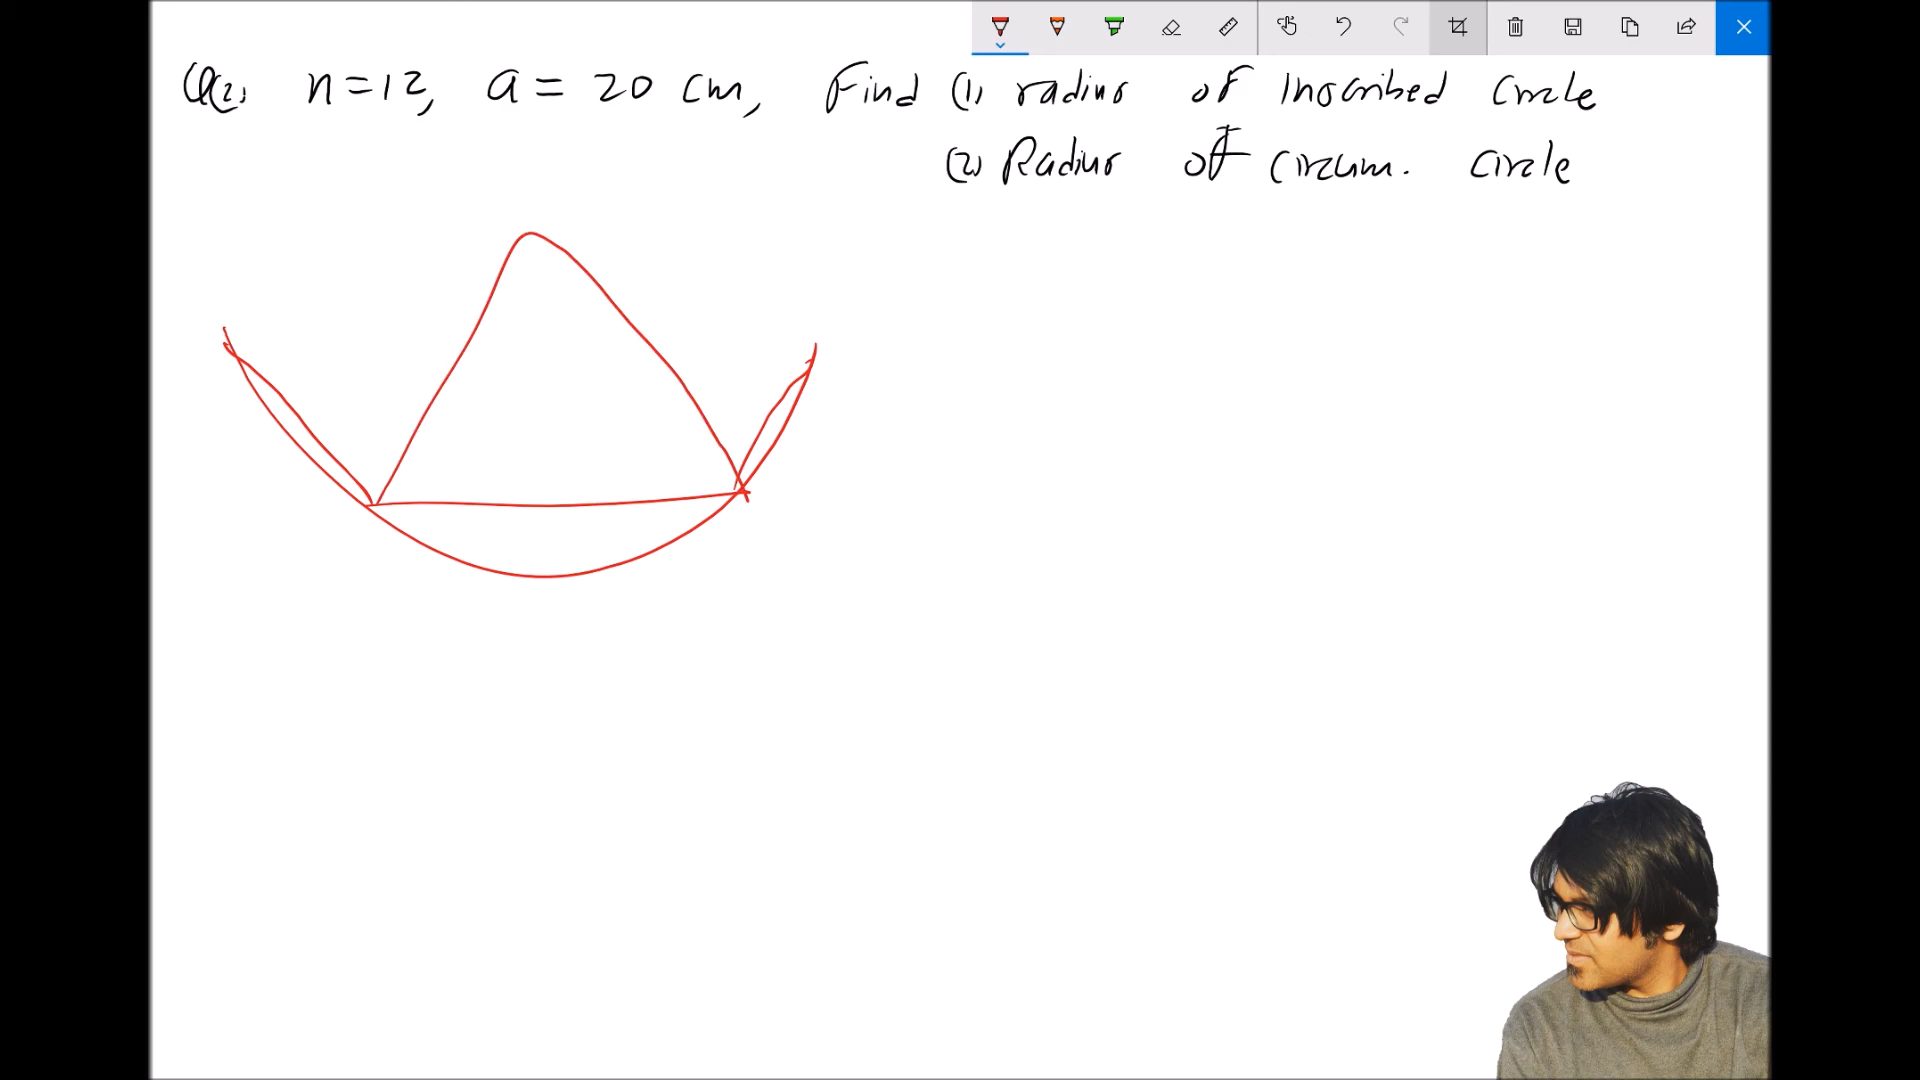 Q2. n=12, a = 20 cm, Find (1) radius of Inscribed Circle
(2) Radius of Circum. Circle